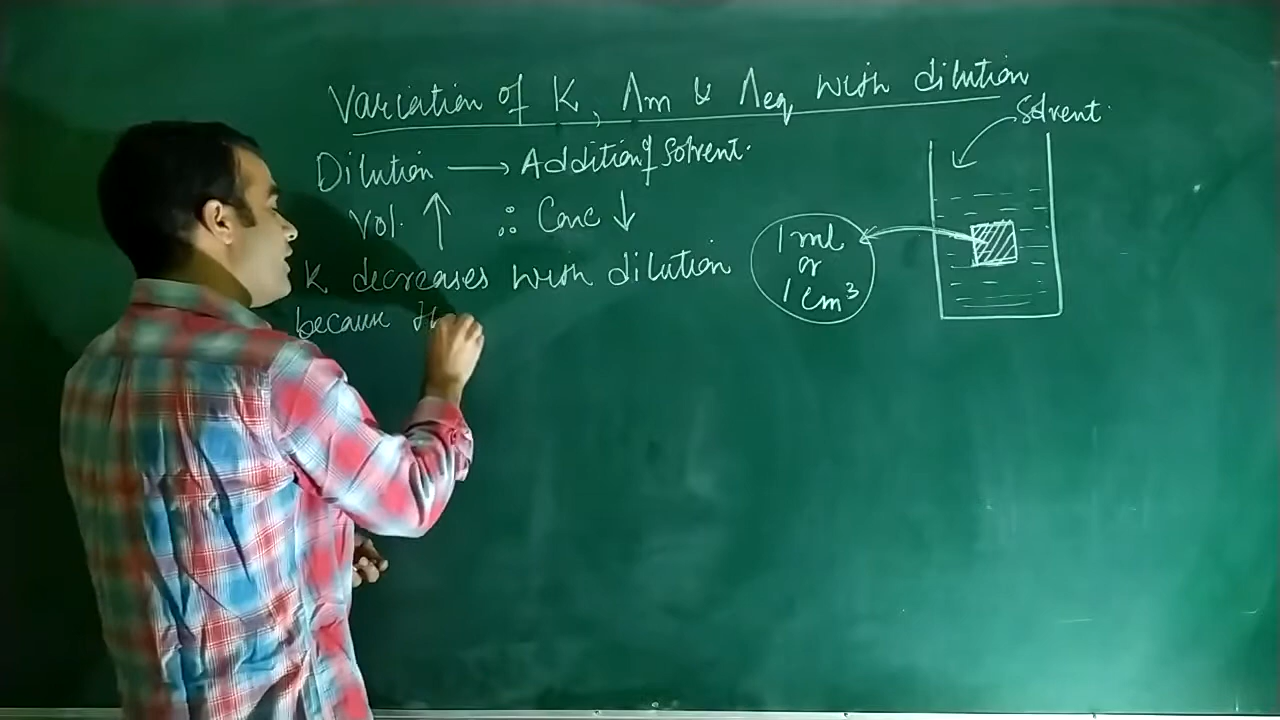 Variation of K, Λm & Λeq with dilution
Dilution → Addition of Solvent.
Vol. ↑ ∴ Conc ↓
K decreases with dilution
because
Solvent.
1 ml
or
1 cm³